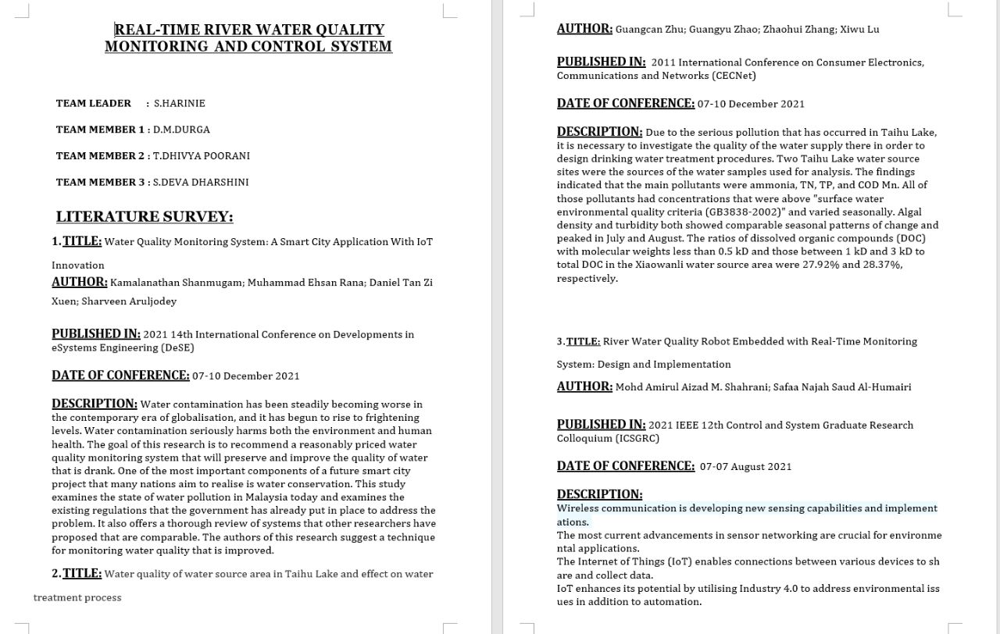 REAL-TIME RIVER WATER QUALITY
MONITORING AND CONTROL SYSTEM
TEAM LEADER : S.HARINIE
TEAM MEMBER 1 : D.M.DURGA
TEAM MEMBER 2 : T.DHIVYA POORANI
TEAM MEMBER 3 : S.DEVA DHARSHINI
LITERATURE SURVEY:
1.TITLE: Water Quality Monitoring System: A Smart City Application With IoT
Innovation
AUTHOR: Kamalanathan Shanmugam; Muhammad Ehsan Rana; Daniel Tan Zi
Xuen; Sharveen Aruljodey
PUBLISHED IN: 2021 14th International Conference on Developments in
eSystems Engineering (DeSE)
DATE OF CONFERENCE: 07-10 December 2021
DESCRIPTION: Water contamination has been steadily becoming worse in
the contemporary era of globalisation, and it has begun to rise to frightening
levels. Water contamination seriously harms both the environment and human
health. The goal of this research is to recommend a reasonably priced water
quality monitoring system that will preserve and improve the quality of water
that is drank. One of the most important components of a future smart city
project that many nations aim to realise is water conservation. This study
examines the state of water pollution in Malaysia today and examines the
existing regulations that the government has already put in place to address the
problem. It also offers a thorough review of systems that other researchers have
proposed that are comparable. The authors of this research suggest a technique
for monitoring water quality that is improved.
2.TITLE: Water quality of water source area in Taihu Lake and effect on water
treatment process
AUTHOR: Guangcan Zhu; Guangyu Zhao; Zhaohui Zhang; Xiwu Lu
PUBLISHED IN: 2011 International Conference on Consumer Electronics,
Communications and Networks (CECNet)
DATE OF CONFERENCE: 07-10 December 2021
DESCRIPTION: Due to the serious pollution that has occurred in Taihu Lake,
it is necessary to investigate the quality of the water supply there in order to
design drinking water treatment procedures. Two Taihu Lake water source
sites were the sources of the water samples used for analysis. The findings
indicated that the main pollutants were ammonia, TN, TP, and COD Mn. All of
those pollutants had concentrations that were above "surface water
environmental quality criteria (GB3838-2002)" and varied seasonally. Algal
density and turbidity both showed comparable seasonal patterns of change and
peaked in July and August. The ratios of dissolved organic compounds (DOC)
with molecular weights less than 0.5 kD and those between 1 kD and 3 kD to
total DOC in the Xiaowanli water source area were 27.92% and 28.37%,
respectively.
3.TITLE: River Water Quality Robot Embedded with Real-Time Monitoring
System: Design and Implementation
AUTHOR: Mohd Amirul Aizad M. Shahrani; Safaa Najah Saud Al-Humairi
PUBLISHED IN: 2021 IEEE 12th Control and System Graduate Research
Colloquium (ICSGRC)
DATE OF CONFERENCE: 07-07 August 2021
DESCRIPTION:
Wireless communication is developing new sensing capabilities and implement
ations.
The most current advancements in sensor networking are crucial for environme
ntal applications.
The Internet of Things (IoT) enables connections between various devices to sh
are and collect data.
IoT enhances its potential by utilising Industry 4.0 to address environmental iss
ues in addition to automation.